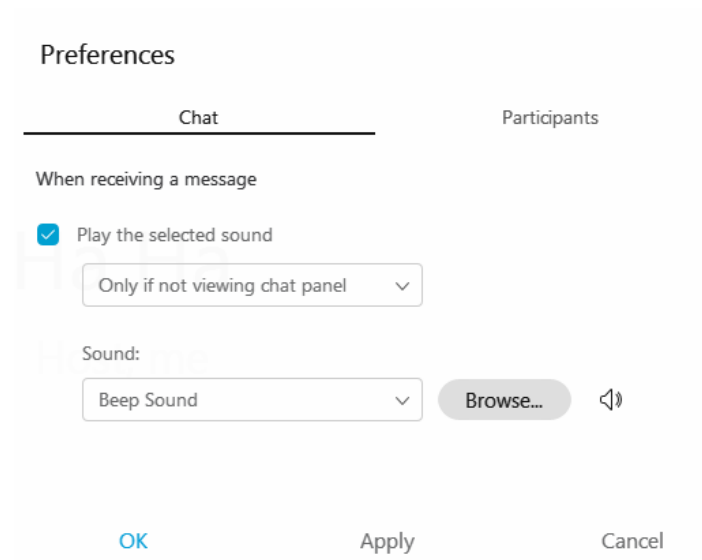 Preferences
Chat Participants
When receiving a message
Play the selected sound
Only if not viewing chat panel
Sound:
Beep Sound Browse...
OK Apply Cancel